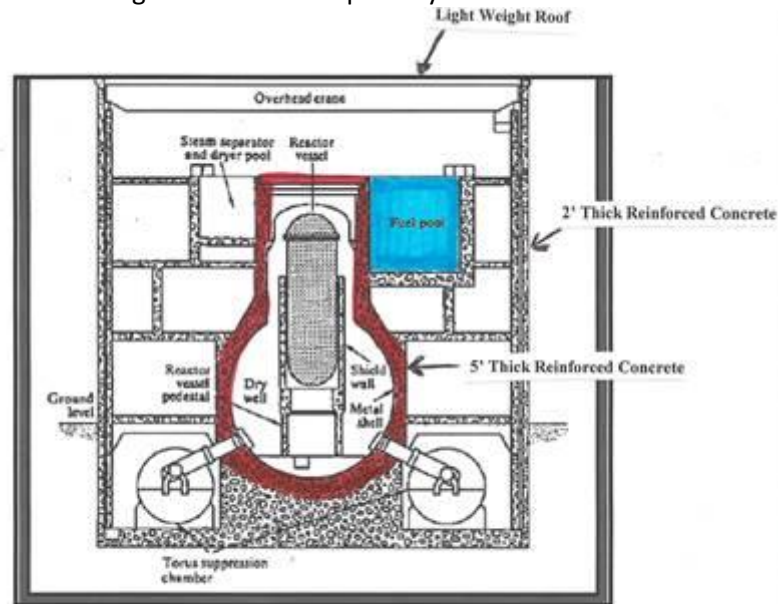 Light Weight Roof
Overhead crane
Steam separator
and dryer pool
Reactor
vessel
Fuel pool
2' Thick Reinforced Concrete
5' Thick Reinforced Concrete
Reactor
vessel
pedestal
Dry
well
Shield
wall
Metal
shell
Ground
level
Torus suppression
chamber